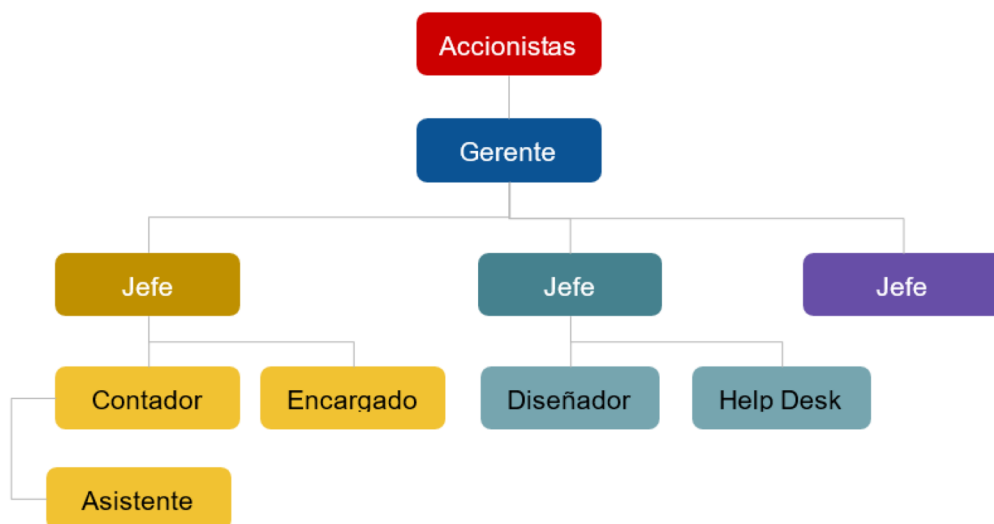 Accionistas
Gerente
Jefe
Jefe
Jefe
Contador
Encargado
Diseñador
Help Desk
Asistente